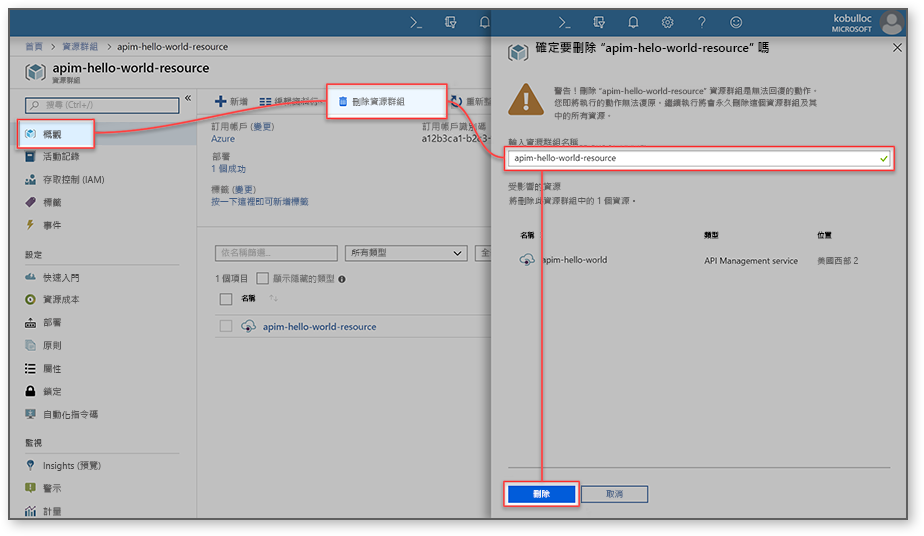 kobulloc
MICROSOFT
首頁 > 資源群組 > apim-hello-world-resource
apim-hello-world-resource
資源群組
搜尋 (Ctrl+/)
«
概觀
活動記錄
存取控制 (IAM)
標籤
事件
設定
快速入門
資源成本
部署
原則
屬性
鎖定
自動化指令碼
監視
Insights (預覽)
警示
計量
新增
刪除資源群組
重新整
訂用帳戶 (變更)
Azure
訂用帳戶識別碼
a12b3ca1-b2c3-
部署
1 個成功
標籤 (變更)
按一下這裡即可新增標籤
依名稱篩選...
所有類型
全
1 個項目
顯示隱藏的類型
名稱
apim-hello-world-resource
確定要刪除 "apim-helo-world-resource" 嗎
警告！刪除 "apim-hello-world-resource" 資源群組是無法回復的動作。
您即將執行的動作無法復原。繼續執行將會永久刪除這個資源群組及其
中的所有資源。
輸入資源群組名稱
apim-hello-world-resource
受影響的資源
將刪除此資源群組中的 1 個資源。
名稱 類型 位置
apim-hello-world API Management service 美國西部 2
刪除
取消